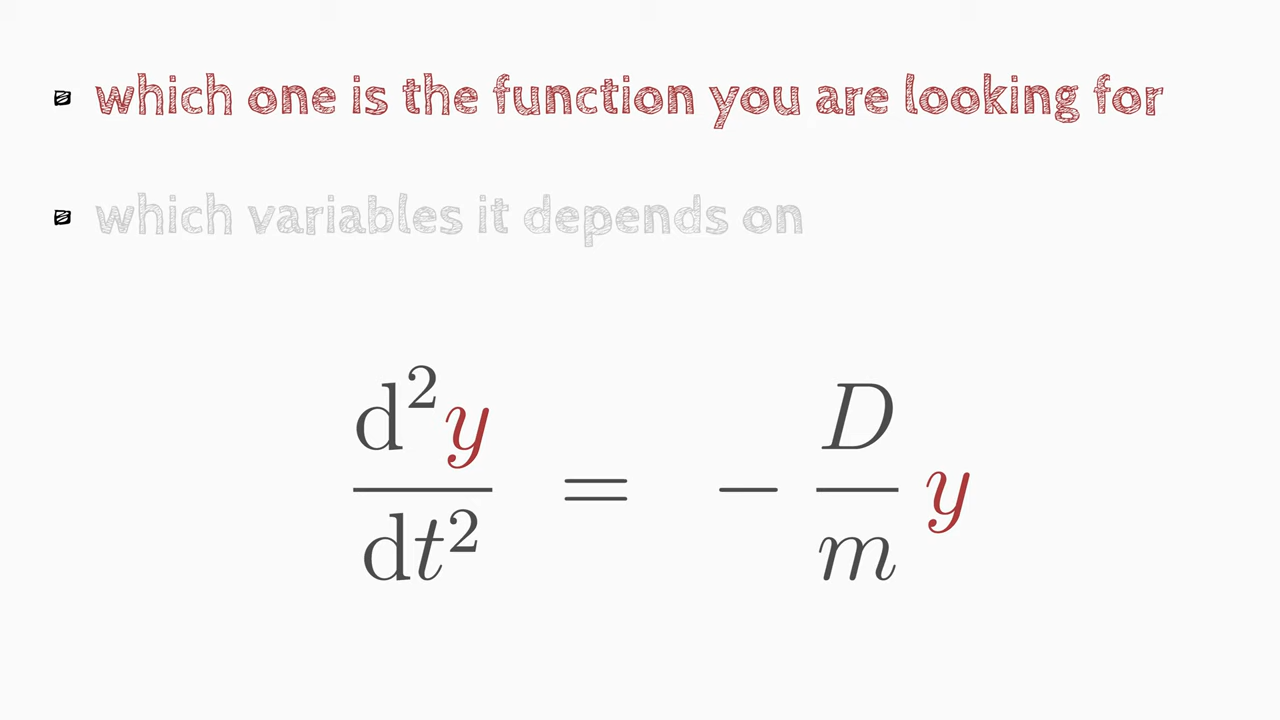 which one is the function you are looking for
which variables it depends on
d²y/dt² = − D/m y